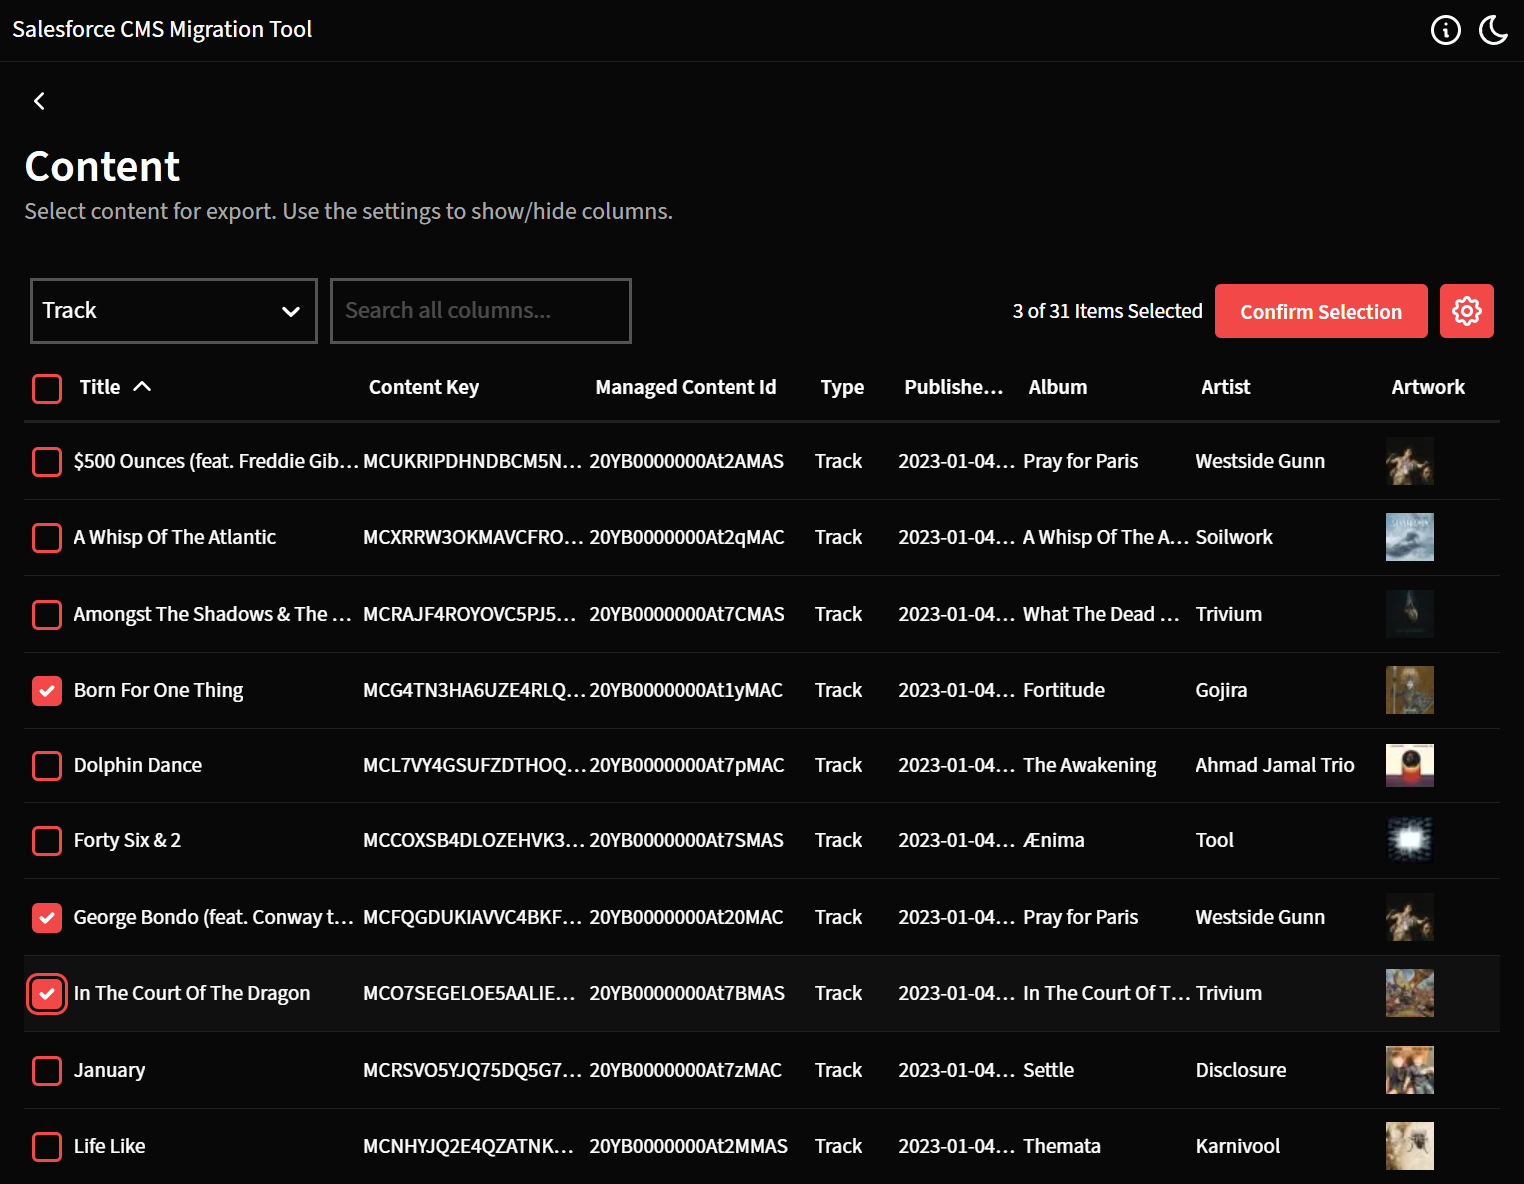 Salesforce CMS Migration Tool
Content
Select content for export. Use the settings to show/hide columns.
Track Search all columns... 3 of 31 Items Selected Confirm Selection
Title Content Key Managed Content Id Type Publishe... Album Artist Artwork
$500 Ounces (feat. Freddie Gib... MCUKRIPDHNDBCM5N... 20YB0000000At2AMAS Track 2023-01-04... Pray for Paris Westside Gunn
A Whisp Of The Atlantic MCXRRW3OKMAVCFRO... 20YB0000000At2qMAC Track 2023-01-04... A Whisp Of The A... Soilwork
Amongst The Shadows & The ... MCRAJF4ROYOVC5PJ5... 20YB0000000At7CMAS Track 2023-01-04... What The Dead ... Trivium
Born For One Thing MCG4TN3HA6UZE4RLQ... 20YB0000000At1yMAC Track 2023-01-04... Fortitude Gojira
Dolphin Dance MCL7VY4GSUFZDTHOQ... 20YB0000000At7pMAC Track 2023-01-04... The Awakening Ahmad Jamal Trio
Forty Six & 2 MCCOXSB4DLOZEHVK3... 20YB0000000At7SMAS Track 2023-01-04... Ænima Tool
George Bondo (feat. Conway t... MCFQGDUKIAVVC4BKF... 20YB0000000At20MAC Track 2023-01-04... Pray for Paris Westside Gunn
In The Court Of The Dragon MCO7SEGELOE5AALIE... 20YB0000000At7BMAS Track 2023-01-04... In The Court Of T... Trivium
January MCRSVO5YJQ75DQ5G7... 20YB0000000At7zMAC Track 2023-01-04... Settle Disclosure
Life Like MCNHYJQ2E4QZATNK... 20YB0000000At2MMAS Track 2023-01-04... Themata Karnivool